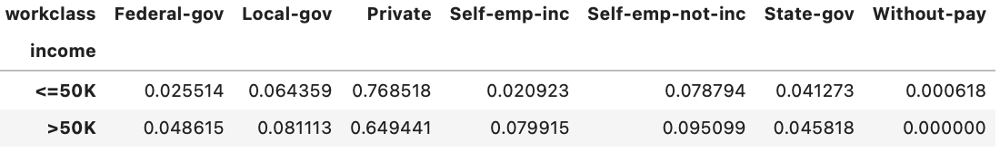 workclass Federal-gov Local-gov Private Self-emp-inc Self-emp-not-inc State-gov Without-pay
income
<=50K 0.025514 0.064359 0.768518 0.020923 0.078794 0.041273 0.000618
>50K 0.048615 0.081113 0.649441 0.079915 0.095099 0.045818 0.000000